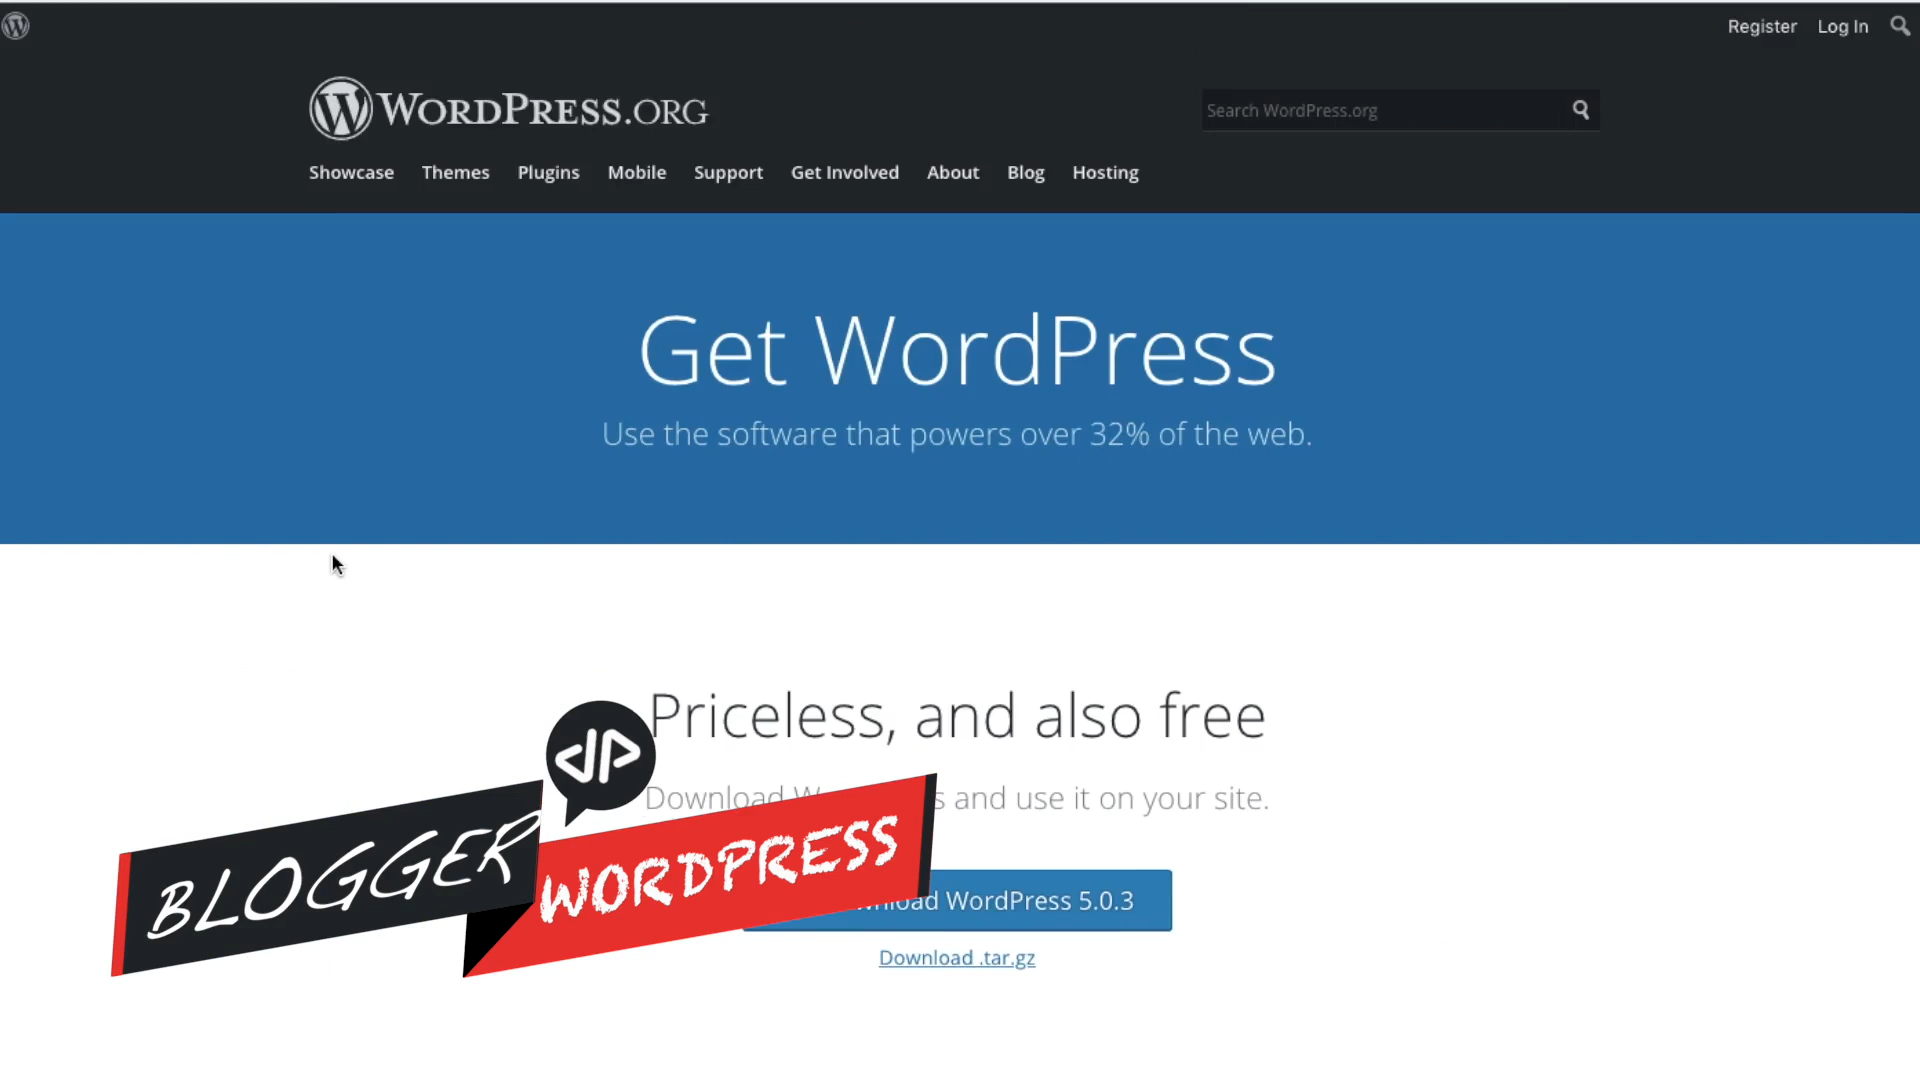 Register Log In
WORDPRESS.ORG
Search WordPress.org
Showcase Themes Plugins Mobile Support Get Involved About Blog Hosting
Get WordPress
Use the software that powers over 32% of the web.
Priceless, and also free
Download and use it on your site.
BLOGGER
WORDPRESS
WordPress 5.0.3
Download .tar.gz